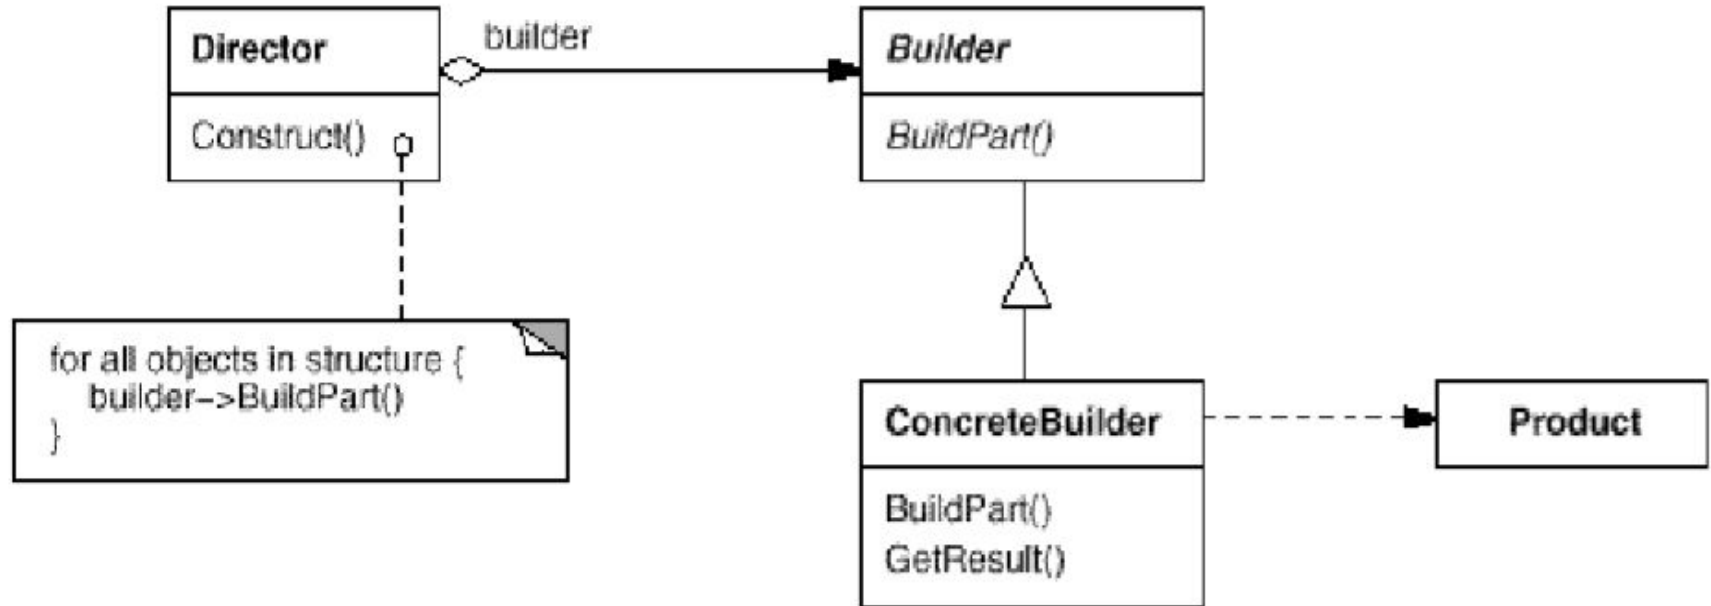 Director
Construct()
builder
Builder
BuildPart()
for all objects in structure {
builder–>BuildPart()
}
ConcreteBuilder
BuildPart()
GetResult()
Product